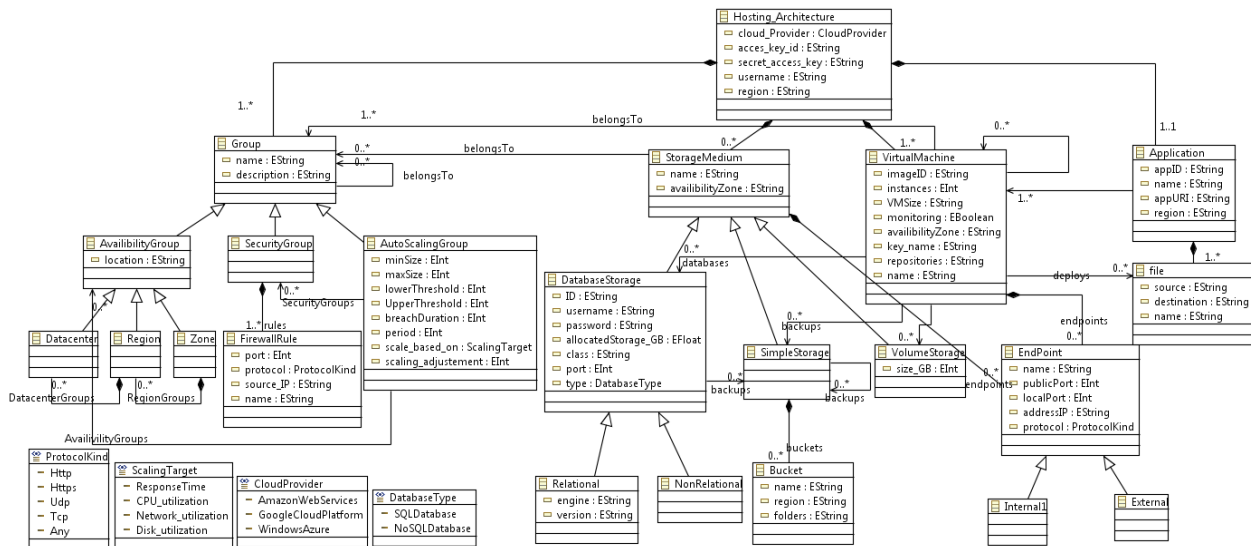 Hosting_Architecture
cloud_Provider : CloudProvider
acces_key_id : EString
secret_access_key : EString
username : EString
region : EString
1..*
belongsTo
1..*
0..*
1..1
Group
name : EString
description : EString
0..*
0..*
belongsTo
belongsTo
0..*
StorageMedium
name : EString
availibilityZone : EString
1..*
VirtualMachine
imageID : EString
instances : EInt
VMSize : EString
monitoring : EBoolean
availibilityZone : EString
key_name : EString
repositories : EString
name : EString
1..*
Application
appID : EString
name : EString
appURI : EString
region : EString
AvailibilityGroup
location : EString
SecurityGroup
AutoScalingGroup
minSize : EInt
maxSize : EInt
lowerThreshold : EInt
UpperThreshold : EInt
breachDuration : EInt
period : EInt
scale_based_on : ScalingTarget
scaling_adjustement : EInt
0..*
SecurityGroups
0..*
0..*
databases
DatabaseStorage
ID : EString
username : EString
password : EString
allocatedStorage_GB : EFloat
class : EString
port : EInt
type : DatabaseType
deploys
0..*
1..*
file
source : EString
destination : EString
name : EString
Datacenter
Region
Zone
1..*
rules
FirewallRule
port : EInt
protocol : ProtocolKind
source_IP : EString
name : EString
0..*
backups
0..*
endpoints
0..*
SimpleStorage
VolumeStorage
size_GB : EInt
EndPoint
name : EString
publicPort : EInt
localPort : EInt
addressIP : EString
protocol : ProtocolKind
0..*
DatacenterGroups
0..*
RegionGroups
0..*
backups
0..*
backups
endpoints
0..*
AvailivilityGroups
buckets
0..*
ProtocolKind
Http
Https
Udp
Tcp
Any
ScalingTarget
ResponseTime
CPU_utilization
Network_utilization
Disk_utilization
CloudProvider
AmazonWebServices
GoogleCloudPlatform
WindowsAzure
DatabaseType
SQLDatabase
NoSQLDatabase
Relational
engine : EString
version : EString
NonRelational
Bucket
name : EString
region : EString
folders : EString
Internal1
External